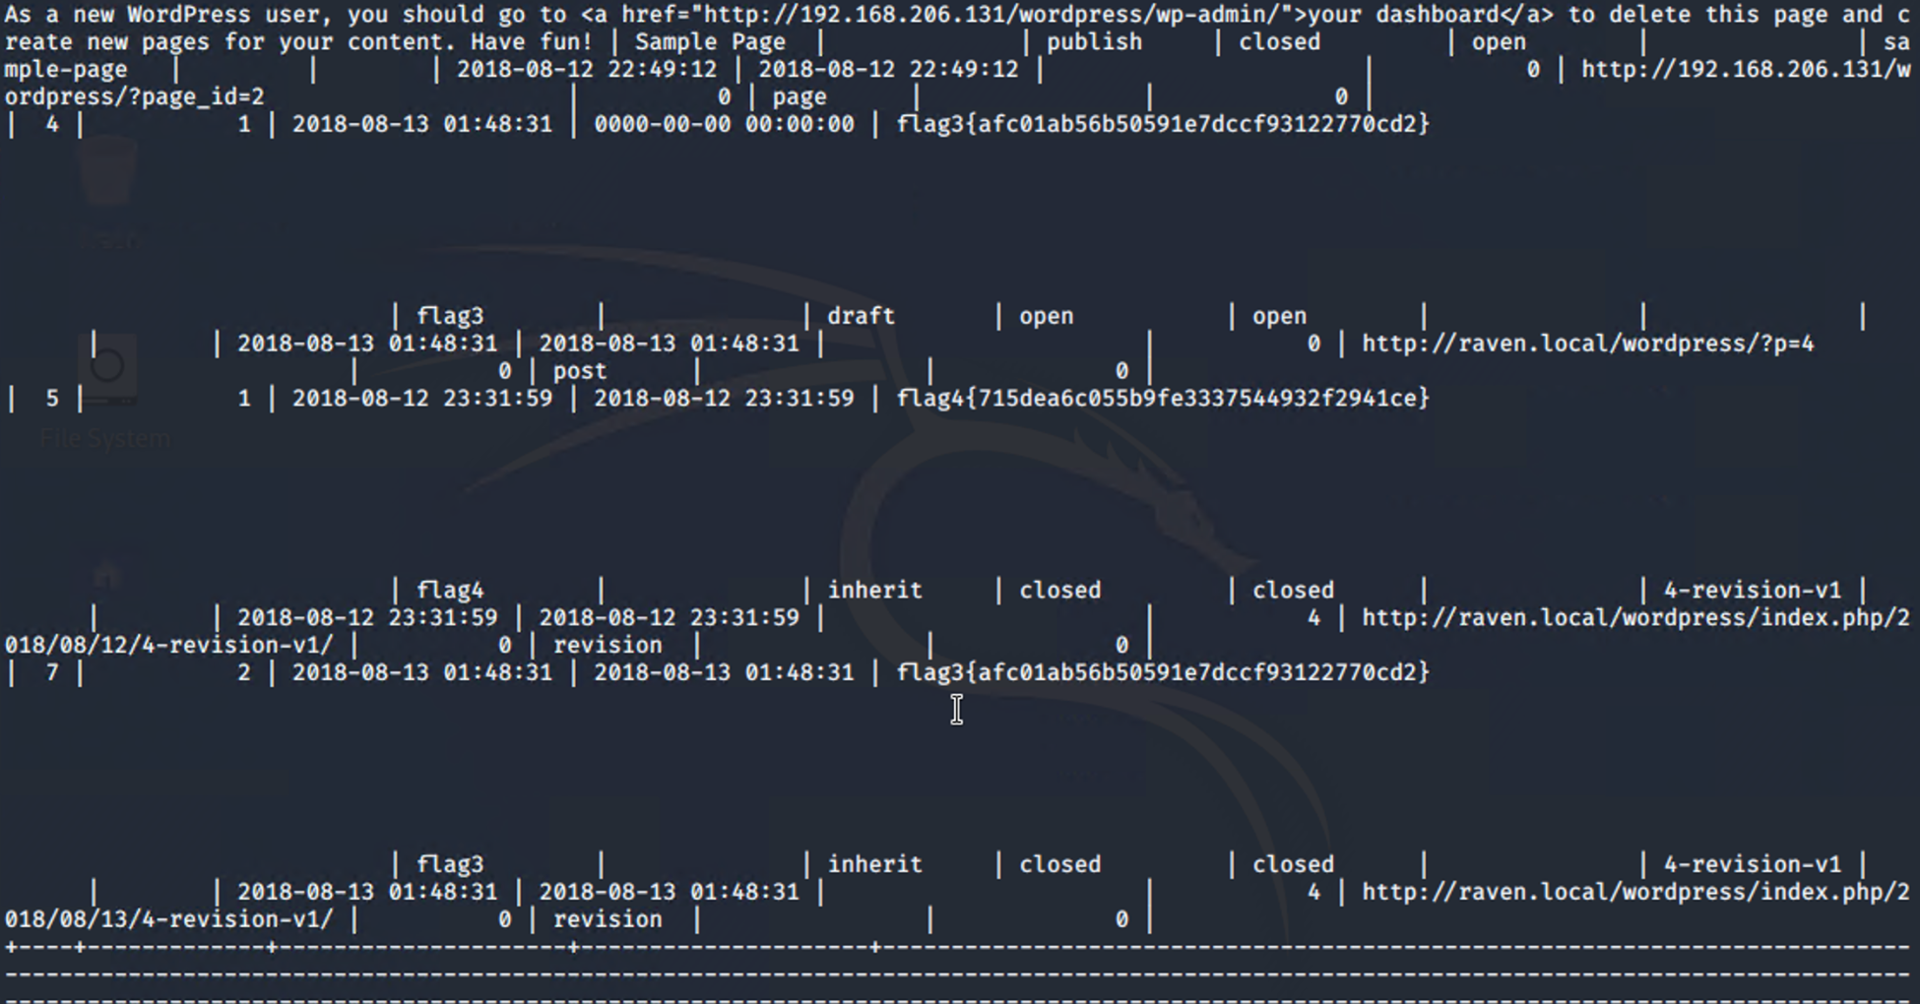 As a new WordPress user, you should go to <a href="http://192.168.206.131/wordpress/wp-admin/">your dashboard</a> to delete this page and c
reate new pages for your content. Have fun! | Sample Page  |               | publish     | closed         | open        |               | sa
mple-page   |         |        | 2018-08-12 22:49:12 | 2018-08-12 22:49:12 |                       |           0 | http://192.168.206.131/w
ordpress/?page_id=2                      |          0 | page      |                |             0 |
|  4 |           1 | 2018-08-13 01:48:31 | 0000-00-00 00:00:00 | flag3{afc01ab56b50591e7dccf93122770cd2}
                            | flag3        |              | draft       | open           | open        |               |               |
      |        | 2018-08-13 01:48:31 | 2018-08-13 01:48:31 |                       |           0 | http://raven.local/wordpress/?p=4
                         |          0 | post      |                |             0 |
|  5 |           1 | 2018-08-12 23:31:59 | 2018-08-12 23:31:59 | flag4{715dea6c055b9fe3337544932f2941ce}
File System
                            | flag4        |              | inherit     | closed         | closed      |               | 4-revision-v1 |
      |        | 2018-08-12 23:31:59 | 2018-08-12 23:31:59 |                       |           4 | http://raven.local/wordpress/index.php/2
018/08/12/4-revision-v1/ |          0 | revision  |                |             0 |
|  7 |           2 | 2018-08-13 01:48:31 | 2018-08-13 01:48:31 | flag3{afc01ab56b50591e7dccf93122770cd2}
                            | flag3        |              | inherit     | closed         | closed      |               | 4-revision-v1 |
      |        | 2018-08-13 01:48:31 | 2018-08-13 01:48:31 |                       |           4 | http://raven.local/wordpress/index.php/2
018/08/13/4-revision-v1/ |          0 | revision  |                |             0 |